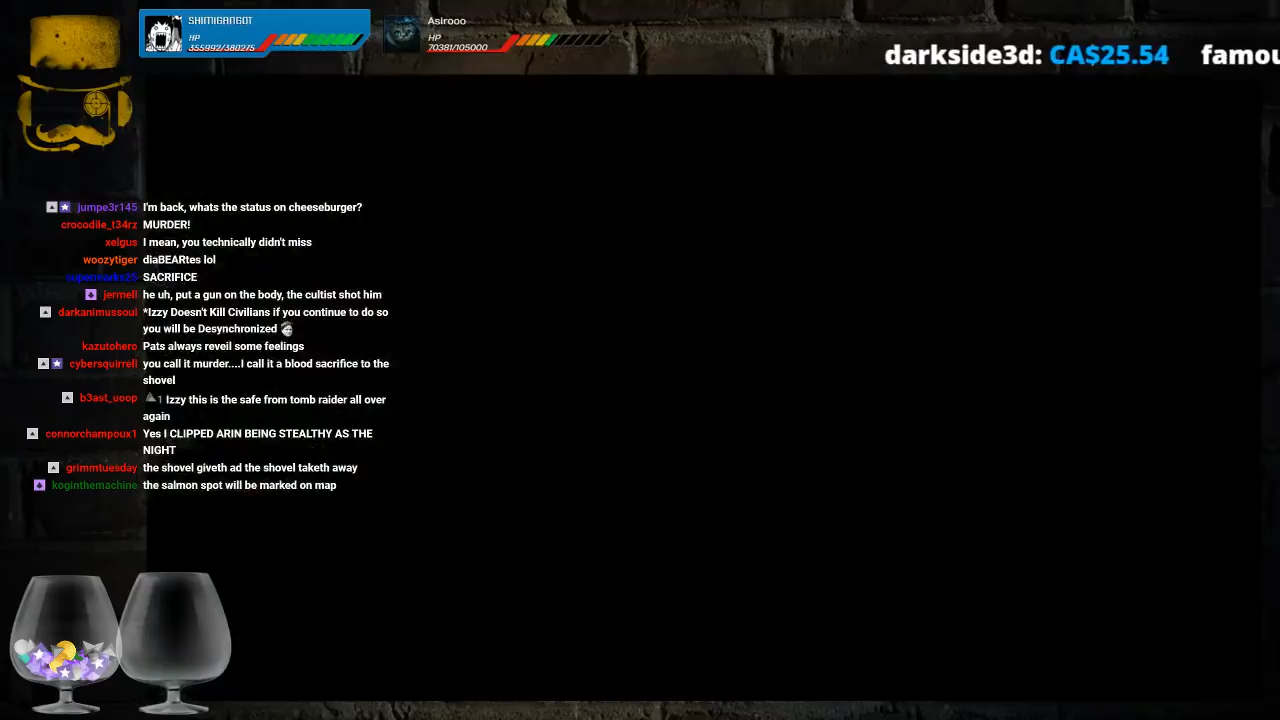 SHIMIGANGOT
HP
355992/380275
Asirooo
HP
70381/105000
darkside3d: CA$25.54 famou
jumpe3r145 I'm back, whats the status on cheeseburger?
crocodile_t34rz MURDER!
xelgus I mean, you technically didn't miss
woozytiger diaBEARtes lol
SACRIFICE
jermell he uh, put a gun on the body, the cultist shot him
darkanimussoul *Izzy Doesn't Kill Civilians if you continue to do so
you will be Desynchronized
kazutohero Pats always reveil some feelings
cybersquirrell you call it murder....I call it a blood sacrifice to the
shovel
b3ast_uoop 1 Izzy this is the safe from tomb raider all over
again
connorchampoux1 Yes I CLIPPED ARIN BEING STEALTHY AS THE
NIGHT
grimmtuesday the shovel giveth ad the shovel taketh away
koginthemachine the salmon spot will be marked on map